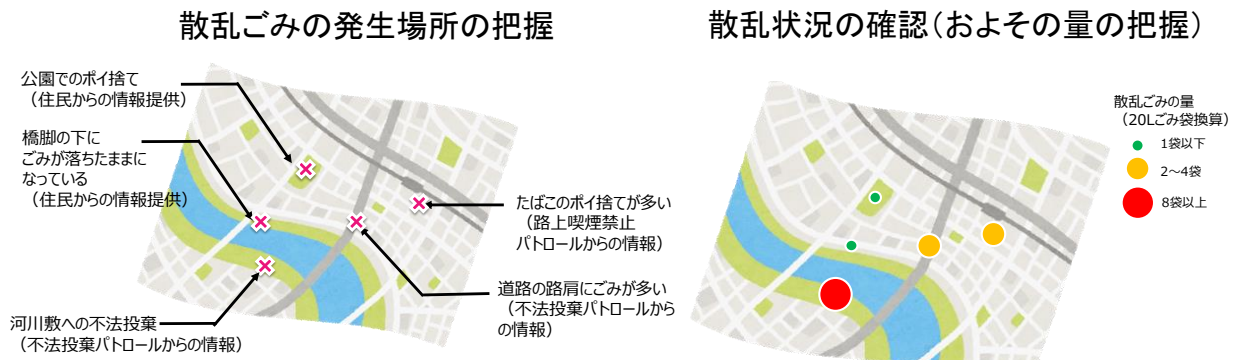 散乱ごみの発生場所の把握
公園でのポイ捨て
（住民からの情報提供）
橋脚の下に
ごみが落ちたままに
なっている
（住民からの情報提供）
河川敷への不法投棄
（不法投棄パトロールからの情報）
たばこのポイ捨てが多い
（路上喫煙禁止
パトロールからの情報）
道路の路肩にごみが多い
（不法投棄パトロールから
の情報）
散乱状況の確認（およその量の把握）
散乱ごみの量
（20Lごみ袋換算）
1袋以下
2～4袋
8袋以上